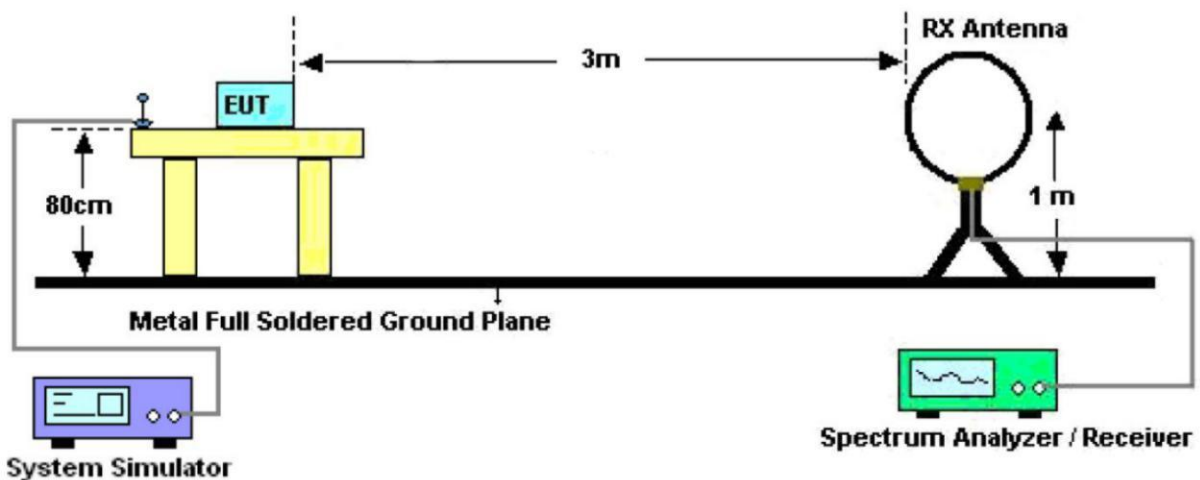 RX Antenna
3m
EUT
80cm
1 m
Metal Full Soldered Ground Plane
Spectrum Analyzer / Receiver
System Simulator